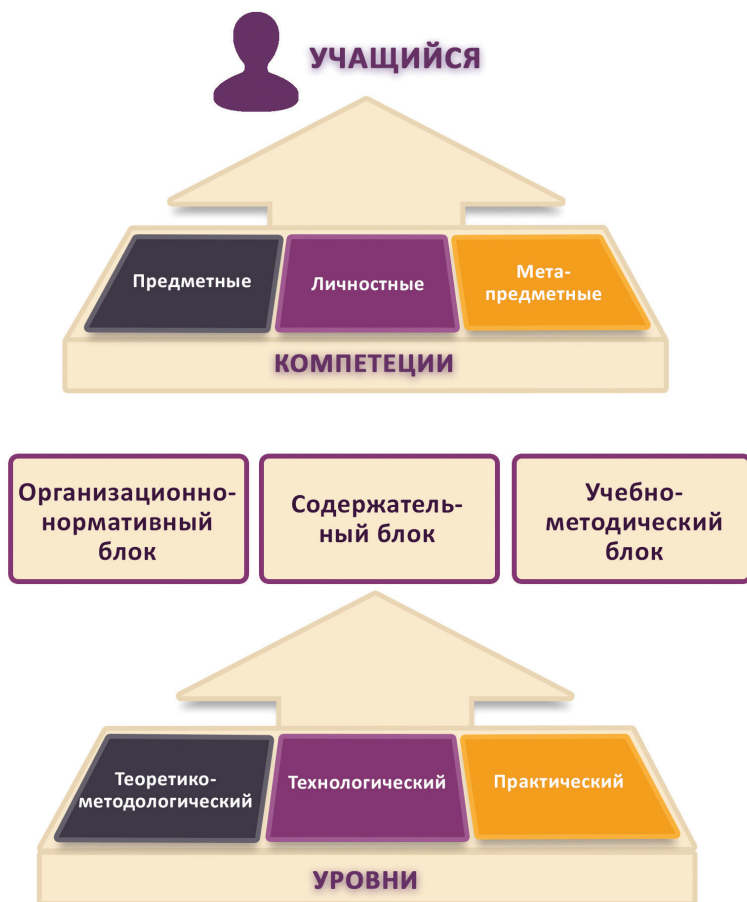 УЧАЩИЙСЯ
Предметные
Личностные
Мета-
предметные
КОМПЕТЕЦИИ
Организационно-
нормативный
блок
Содержатель-
ный блок
Учебно-
методический
блок
Теоретико-
методологический
Технологический
Практический
УРОВНИ